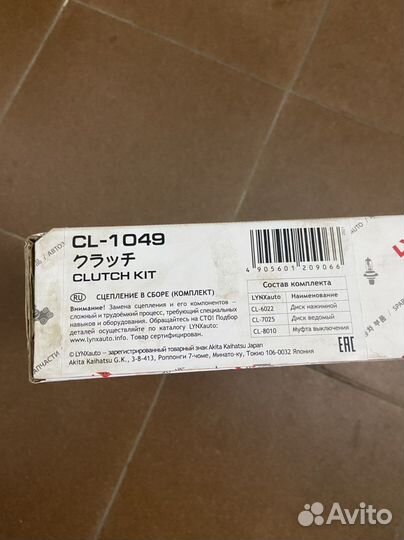 CL-1049
クラッチ
CLUTCH KIT
RU
СЦЕПЛЕНИЕ В СБОРЕ (КОМПЛЕКТ)
Внимание! Замена сцепления и его компонентов –
сложный и трудоёмкий процесс, требующий специальных
навыков и оборудования. Обращайтесь на СТО! Подбор
деталей осуществляйте по каталогу LYNXauto:
www.lynxauto.info. Товар сертифицирован.
LYNXauto – зарегистрированный товарный знак Akita Kaihatsu Japan
Akita Kaihatsu G.K., 3-8-413, Роппонги 7-чоме, Минато-ку, Токио 106-0032 Япония
4 905601 209066
Состав комплекта
LYNXauto Наименование
CL-6022 Диск нажимной
CL-7025 Диск ведомый
CL-8010 Муфта выключения
EAC
Avito